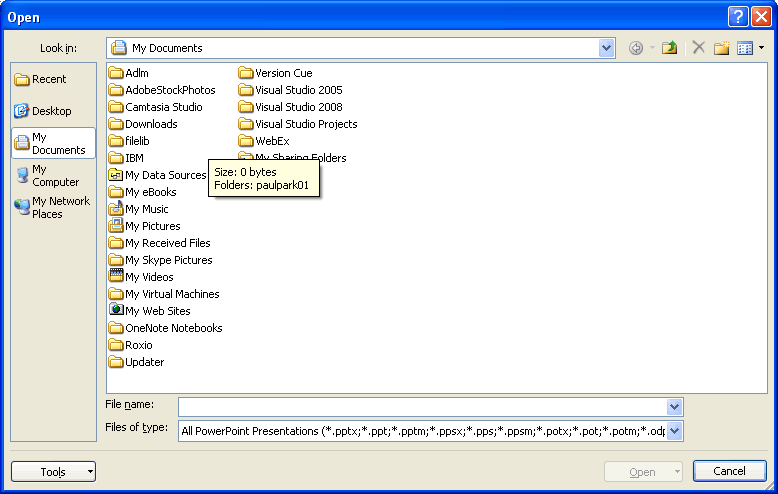 Open
Look in:
My Documents
Recent
Desktop
My
Documents
My
Computer
My Network
Places
Adlm
AdobeStockPhotos
Camtasia Studio
Downloads
filelib
IBM
My Data Sources
My eBooks
My Music
My Pictures
My Received Files
My Skype Pictures
My Videos
My Virtual Machines
My Web Sites
OneNote Notebooks
Roxio
Updater
Version Cue
Visual Studio 2005
Visual Studio 2008
Visual Studio Projects
WebEx
My Sharing Folders
Size: 0 bytes
Folders: paulpark01
File name:
Files of type:
All PowerPoint Presentations (*.pptx;*.ppt;*.pptm;*.ppsx;*.pps;*.ppsm;*.potx;*.pot;*.potm;*.odp
Tools
Open
Cancel